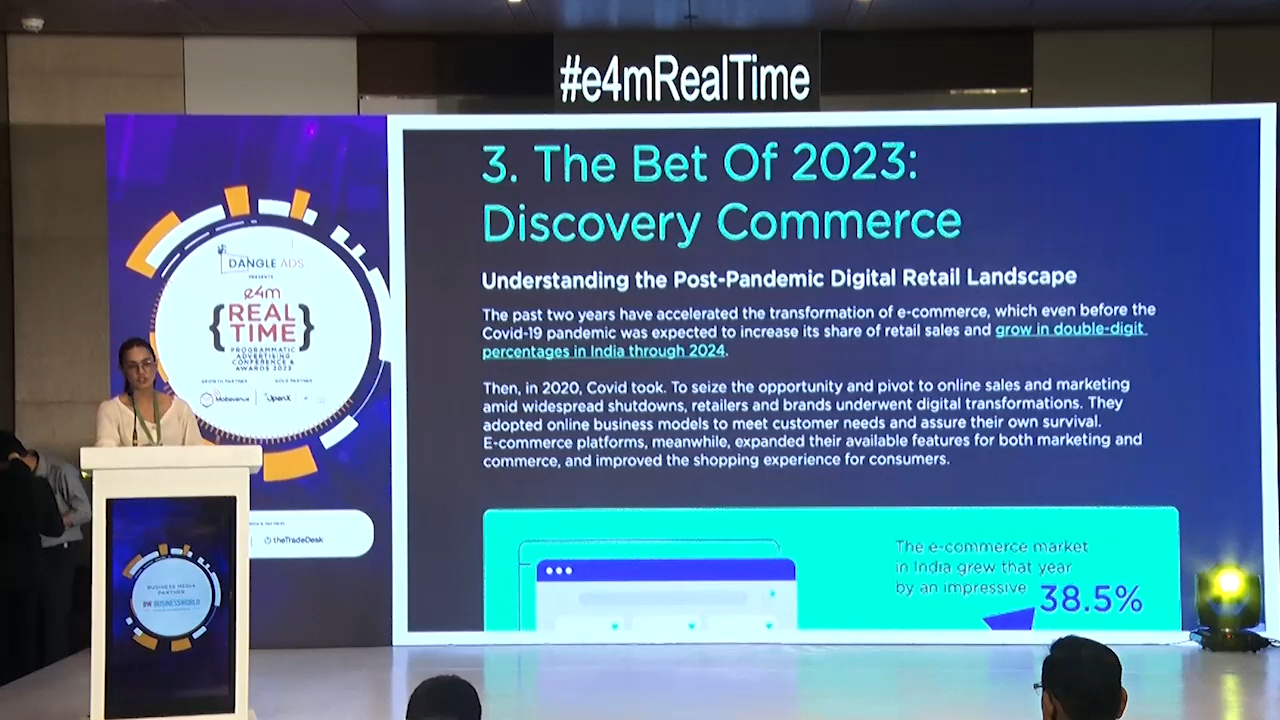 #e4mRealTime
3. The Bet Of 2023:
Discovery Commerce
Understanding the Post-Pandemic Digital Retail Landscape
The past two years have accelerated the transformation of e-commerce, which even before the
Covid-19 pandemic was expected to increase its share of retail sales and grow in double-digit
percentages in India through 2024.
Then, in 2020, Covid took. To seize the opportunity and pivot to online sales and marketing
amid widespread shutdowns, retailers and brands underwent digital transformations. They
adopted online business models to meet customer needs and assure their own survival.
E-commerce platforms, meanwhile, expanded their available features for both marketing and
commerce, and improved the shopping experience for consumers.
The e-commerce market
in India grew that year
by an impressive
38.5%
DANGLE ADS
PRESENTS
e4m
{REAL
TIME}
PROGRAMMATIC
ADVERTISING
CONFERENCE &
AWARDS 2023
GROWTH PARTNER
GOLD PARTNER
Mobavenue
OpenX
theTradeDesk
BUSINESS MEDIA
PARTNER
BW BUSINESSWORLD